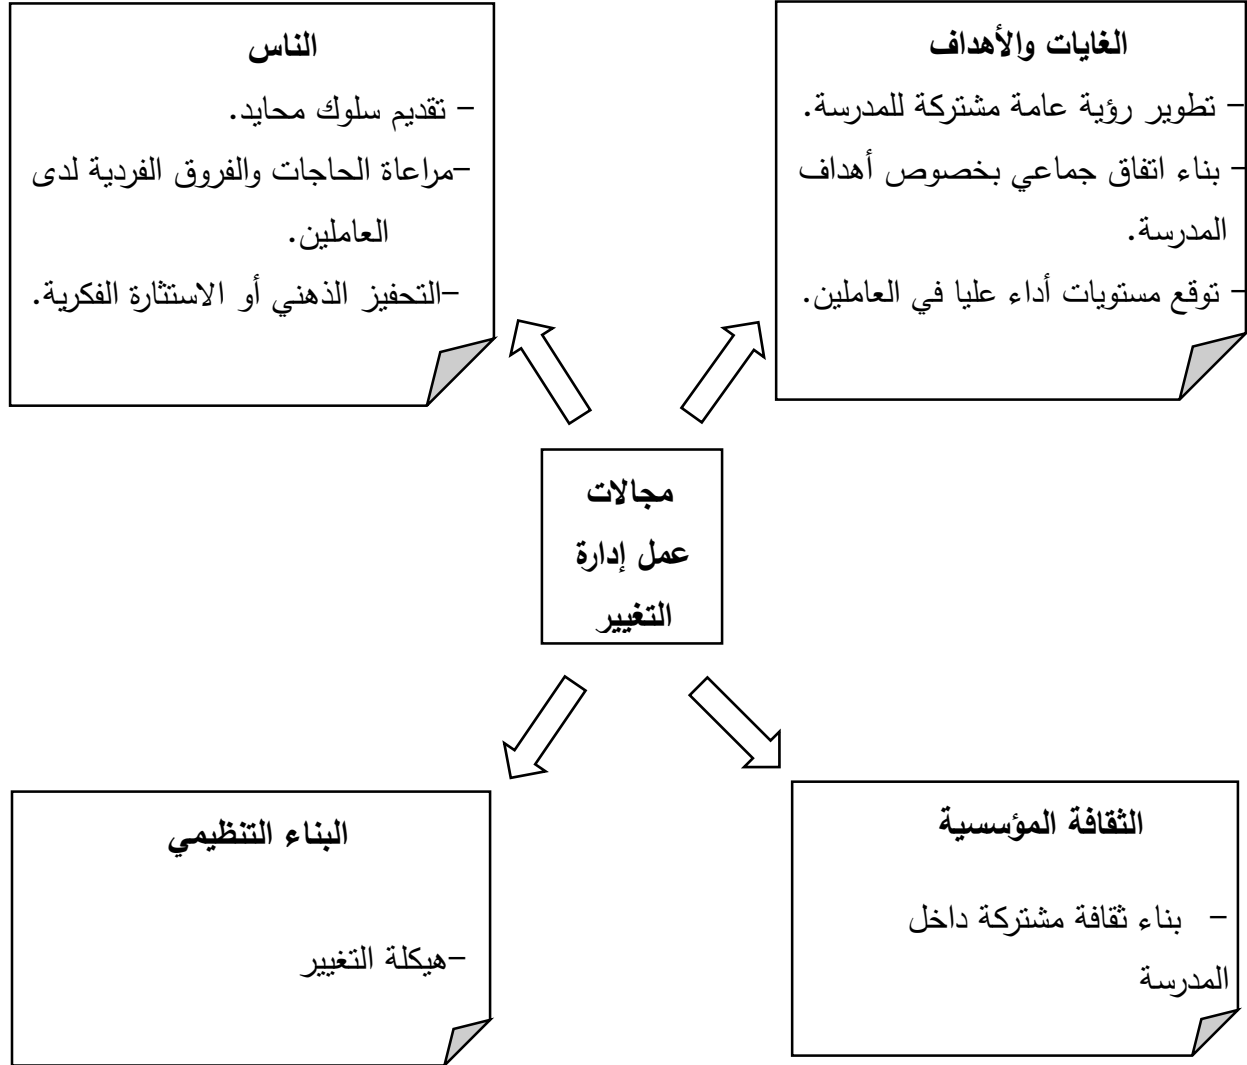 الغايات والأهداف
- تطوير رؤية عامة مشتركة للمدرسة.
- بناء اتفاق جماعي بخصوص أهداف
المدرسة.
- توقع مستويات أداء عليا في العاملين.
الناس
- تقديم سلوك محايد.
-مراعاة الحاجات والفروق الفردية لدى
العاملين.
-التحفيز الذهني أو الاستثارة الفكرية.
مجالات
عمل إدارة
التغيير
الثقافة المؤسسية
- بناء ثقافة مشتركة داخل
المدرسة
البناء التنظيمي
-هيكلة التغيير